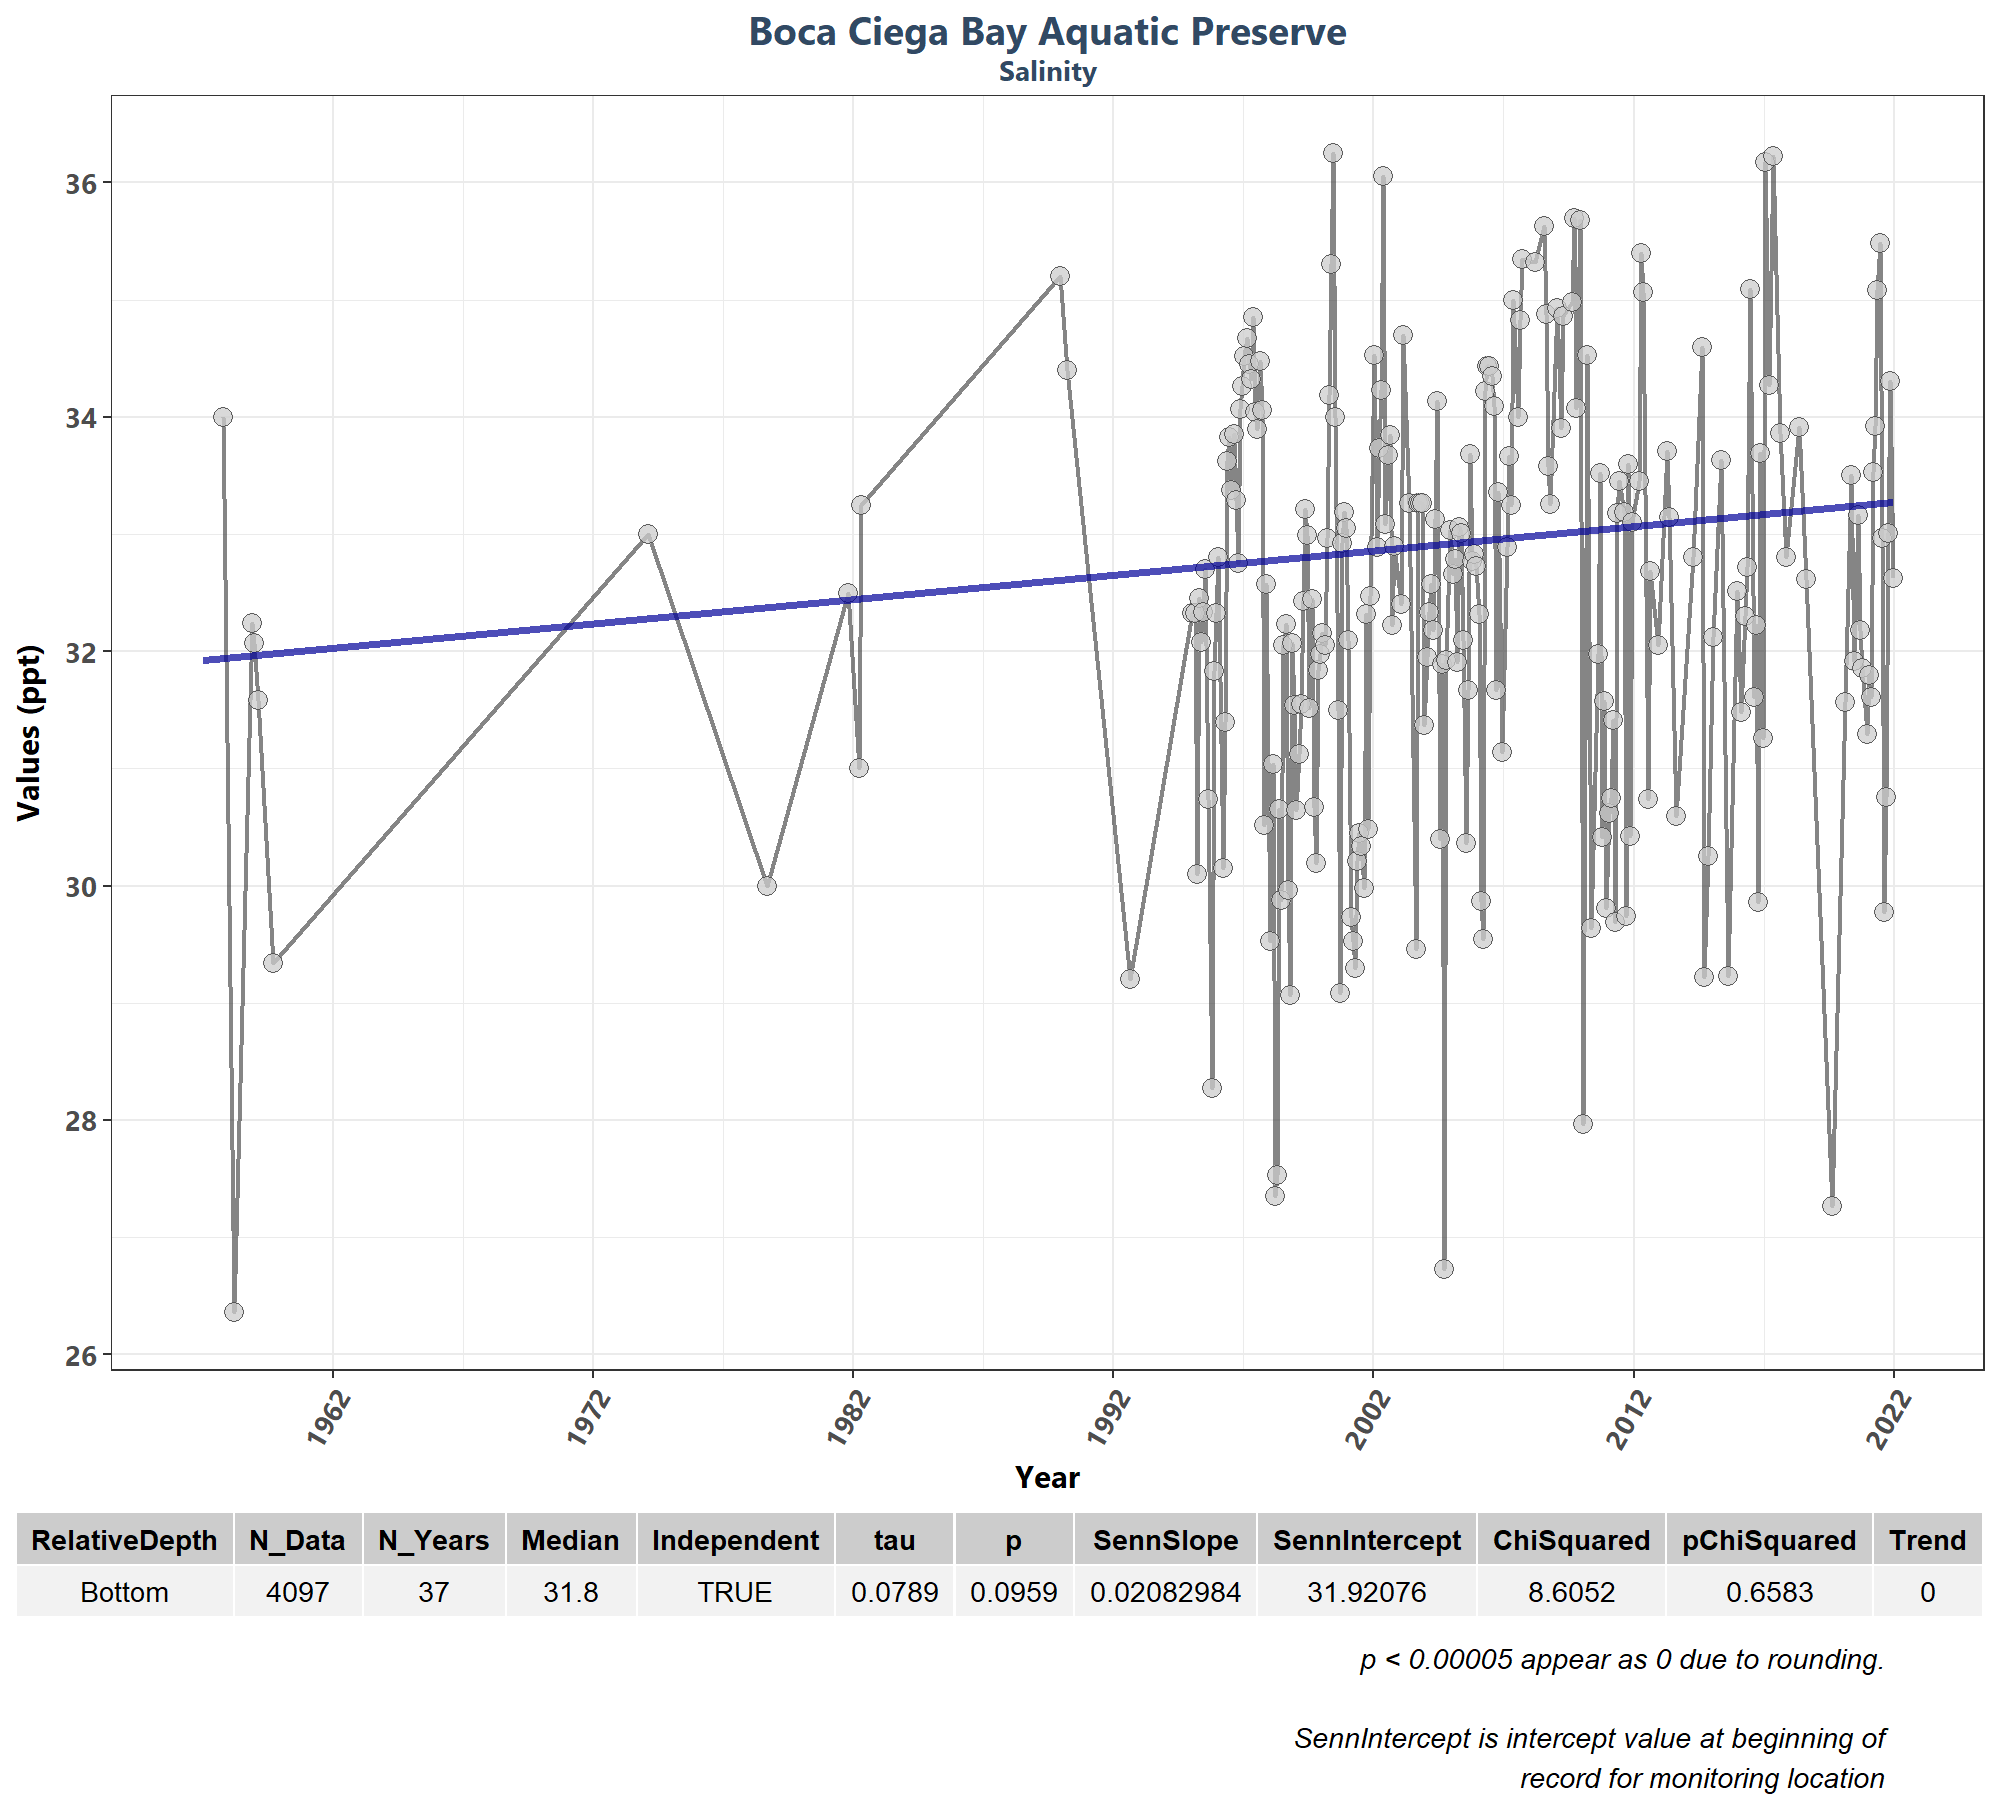 Boca Ciega Bay Aquatic Preserve
Salinity
36
34
32
30
28
26
Values (ppt)
1962
1972
1982
1992
2002
2012
2022
Year
RelativeDepth N_Data N_Years Median Independent tau p SennSlope SennIntercept ChiSquared pChiSquared Trend
Bottom 4097 37 31.8 TRUE 0.0789 0.0959 0.02082984 31.92076 8.6052 0.6583 0
p < 0.00005 appear as 0 due to rounding.
SennIntercept is intercept value at beginning of
record for monitoring location